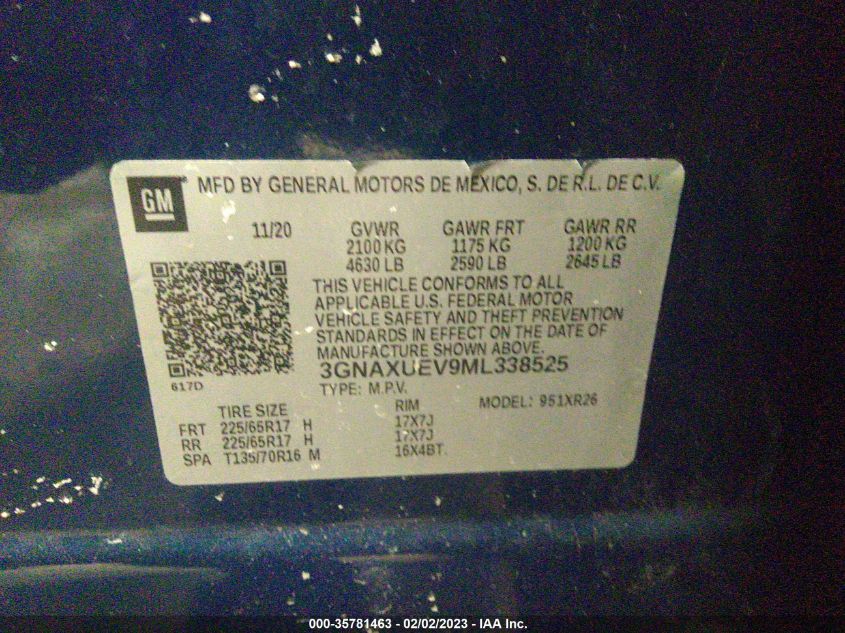 GM
MFD BY GENERAL MOTORS DE MEXICO, S. DE R.L. DE C.V.
11/20 GVWR GAWR FRT GAWR RR
2100 KG 1175 KG 1200 KG
4630 LB 2590 LB 2645 LB
THIS VEHICLE CONFORMS TO ALL
APPLICABLE U.S. FEDERAL MOTOR
VEHICLE SAFETY AND THEFT PREVENTION
STANDARDS IN EFFECT ON THE DATE OF
MANUFACTURE SHOWN ABOVE.
617D
3GNAXUEV9ML338525
TYPE: M.P.V. MODEL: 951XR26
TIRE SIZE RIM
FRT 225/65R17 H 17X7J
RR 225/65R17 H 17X7J
SPA T135/70R16 M 16X4BT.
000-35781463 - 02/02/2023 - IAA Inc.